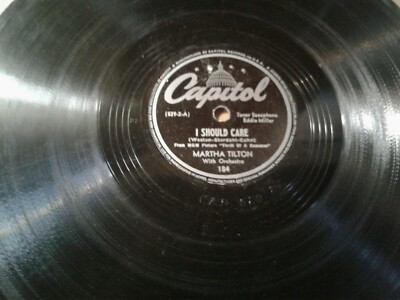 Capitol
(529-2-A)
Tenor Saxophone
Eddie Miller
I SHOULD CARE
(Weston-Stordahl-Cahn)
From MGM Picture "Thrill Of A Romance"
MARTHA TILTON
With Orchestra
184